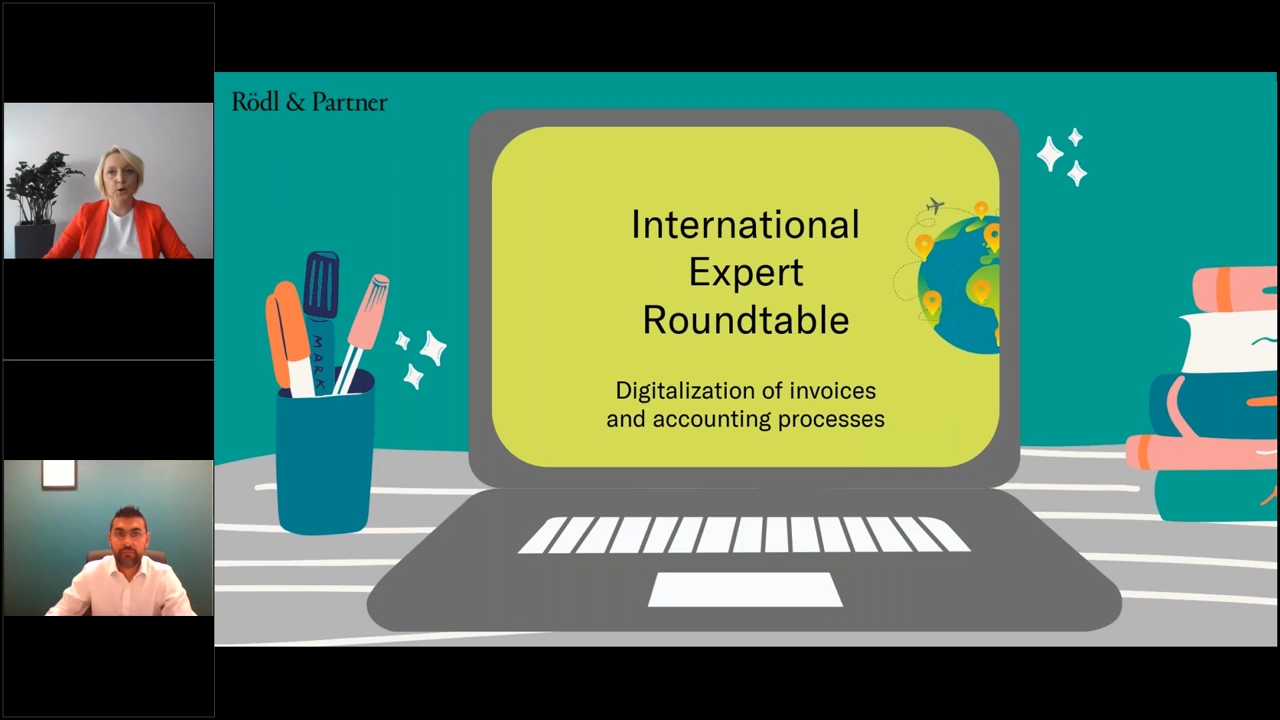 Rödl & Partner
International
Expert
Roundtable
Digitalization of invoices
and accounting processes
MARK